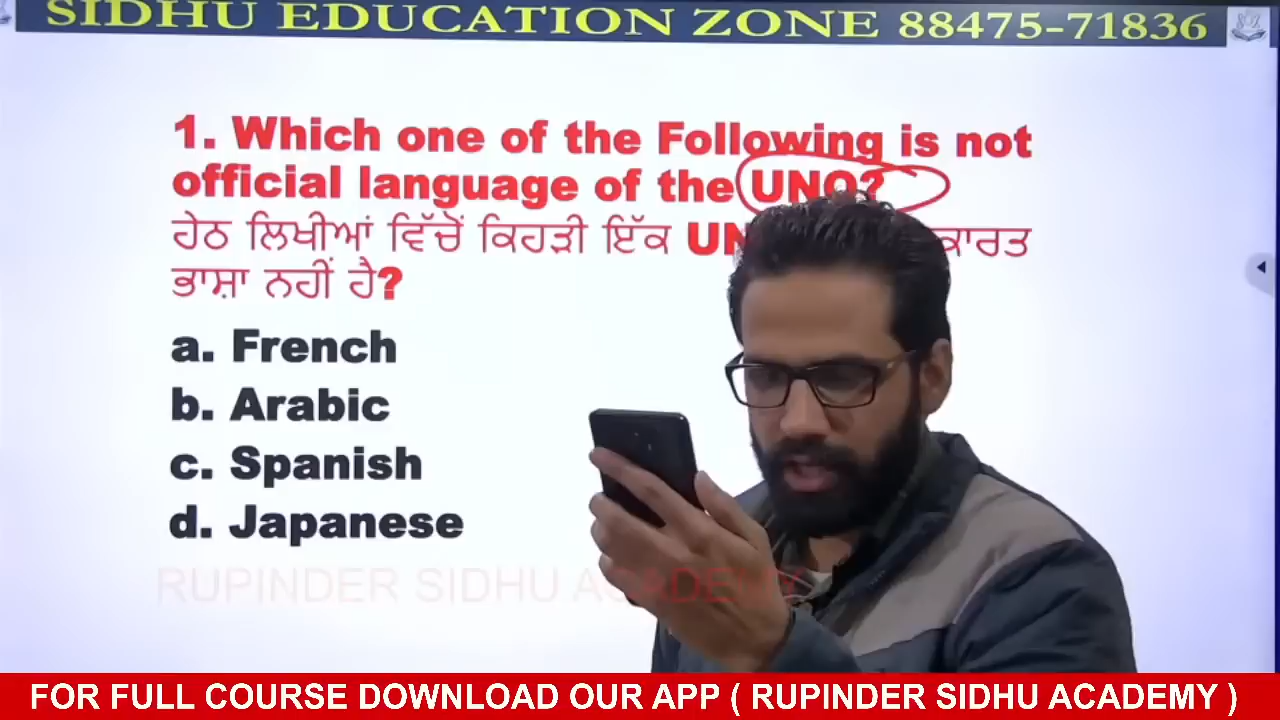 SIDHU EDUCATION ZONE 88475-71836
1. Which one of the Following is not
official language of the UNO?
ਹੇਠ ਲਿਖੀਆਂ ਵਿੱਚੋਂ ਕਿਹੜੀ ਇੱਕ
ਭਾਸ਼ਾ ਨਹੀਂ ਹੈ?
a. French
b. Arabic
c. Spanish
d. Japanese
RUPINDER SIDHU ACADEMY
FOR FULL COURSE DOWNLOAD OUR APP ( RUPINDER SIDHU ACADEMY )